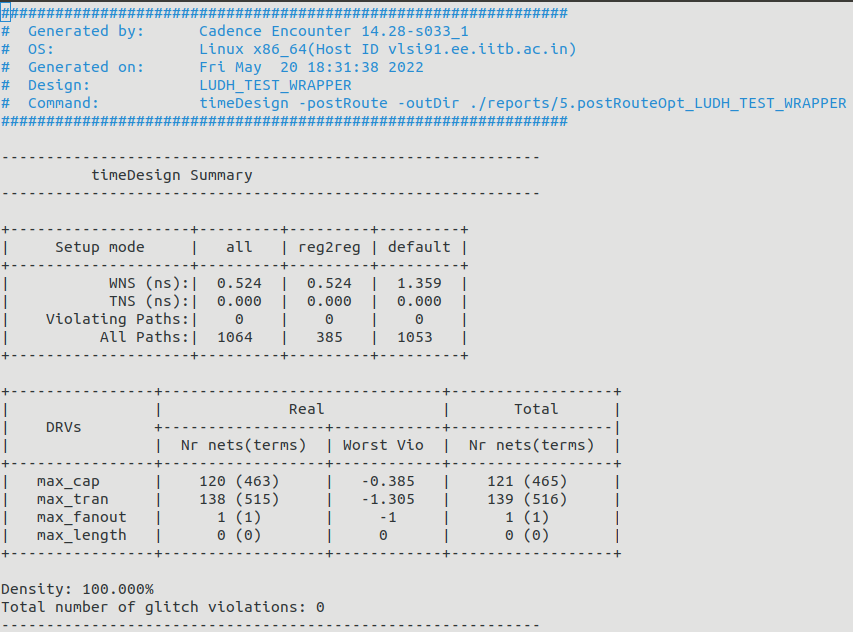 ###############################################################
#  Generated by:      Cadence Encounter 14.28-s033_1
#  OS:                Linux x86_64(Host ID vlsi91.ee.iitb.ac.in)
#  Generated on:      Fri May  20 18:31:38 2022
#  Design:            LUDH_TEST_WRAPPER
#  Command:           timeDesign -postRoute -outDir ./reports/5.postRouteOpt_LUDH_TEST_WRAPPER
###############################################################

------------------------------------------------------------
          timeDesign Summary
------------------------------------------------------------

+--------------------+---------+---------+---------+
|     Setup mode     |   all   | reg2reg | default |
+--------------------+---------+---------+---------+
|           WNS (ns):|  0.524  |  0.524  |  1.359  |
|           TNS (ns):|  0.000  |  0.000  |  0.000  |
|    Violating Paths:|    0    |    0    |    0    |
|          All Paths:|  1064   |   385   |  1053   |
+--------------------+---------+---------+---------+

+----------------+-------------------------------+------------------+
|                |              Real             |       Total      |
|    DRVs        +------------------+------------+------------------|
|                |  Nr nets(terms)  | Worst Vio  |  Nr nets(terms)  |
+----------------+------------------+------------+------------------+
|   max_cap      |    120 (463)     |   -0.385   |    121 (465)     |
|   max_tran     |    138 (515)     |   -1.305   |    139 (516)     |
|   max_fanout   |      1 (1)       |     -1     |      1 (1)       |
|   max_length   |      0 (0)       |     0      |      0 (0)       |
+----------------+------------------+------------+------------------+

Density: 100.000%
Total number of glitch violations: 0
------------------------------------------------------------